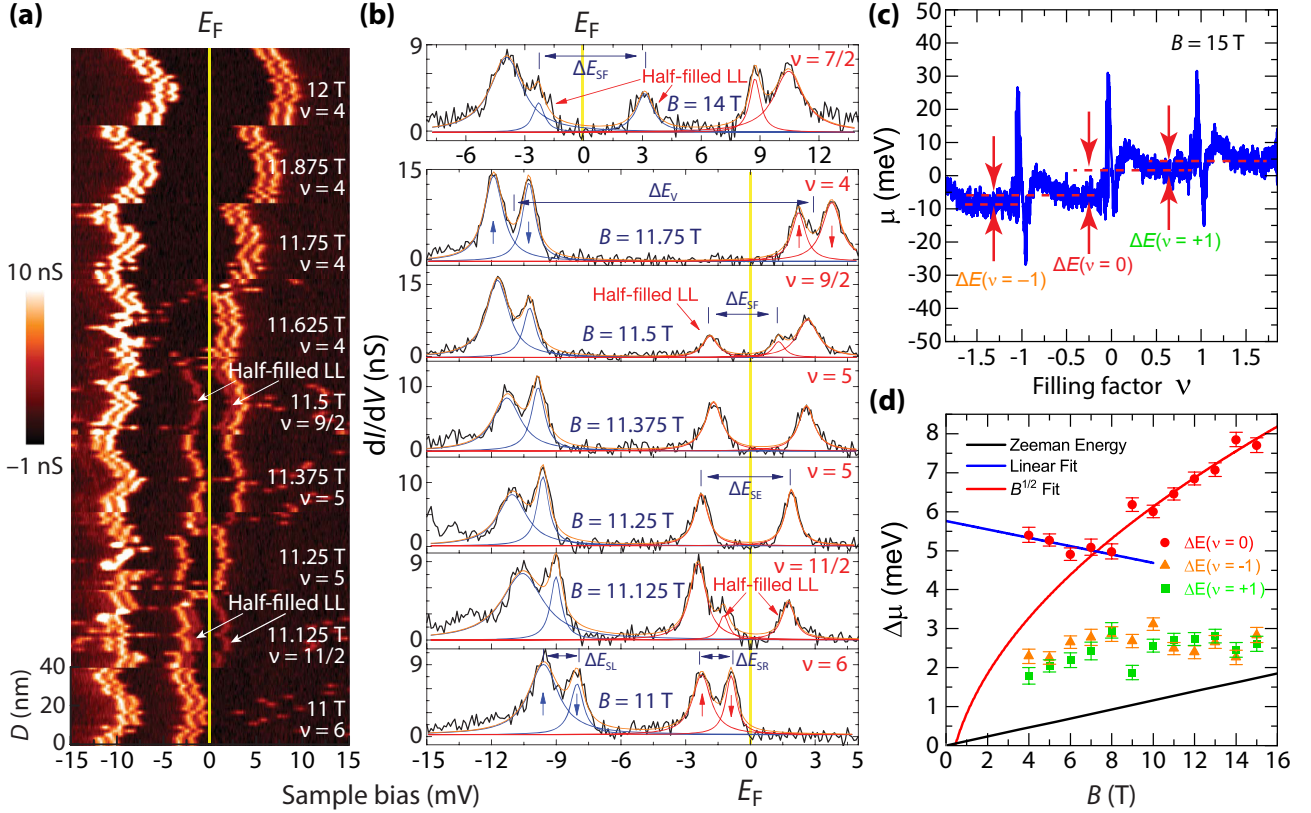 (a)
E_F
12 T
ν = 4
11.875 T
ν = 4
11.75 T
ν = 4
11.625 T
ν = 4
Half-filled LL
11.5 T
ν = 9/2
11.375 T
ν = 5
11.25 T
ν = 5
Half-filled LL
11.125 T
ν = 11/2
11 T
ν = 6
10 nS
−1 nS
D (nm)
40
20
0
-15 -10 -5 0 5 10 15
Sample bias (mV)
(b)
E_F
dI/dV (nS)
9
0
ΔE_SF
ν = 7/2
Half-filled LL
B = 14 T
-6 -3 0 3 6 9 12
15
0
ΔE_V
ν = 4
B = 11.75 T
15
0
Half-filled LL
ΔE_SF
ν = 9/2
B = 11.5 T
10
0
ν = 5
B = 11.375 T
10
0
ΔE_SE
ν = 5
B = 11.25 T
9
0
ν = 11/2
Half-filled LL
B = 11.125 T
9
0
ΔE_SL
ΔE_SR
ν = 6
B = 11 T
-15 -12 -9 -6 -3 0 3 5
E_F
(c)
B = 15 T
μ (meV)
50
40
30
20
10
0
-10
-20
-30
-40
-50
ΔE(ν = −1)
ΔE(ν = 0)
ΔE(ν = +1)
-1.5 -1 -0.5 0 0.5 1 1.5
Filling factor ν
(d)
Δμ (meV)
8
7
6
5
4
3
2
1
0
Zeeman Energy
Linear Fit
B^1/2 Fit
ΔE(ν = 0)
ΔE(ν = -1)
ΔE(ν = +1)
0 2 4 6 8 10 12 14 16
B (T)